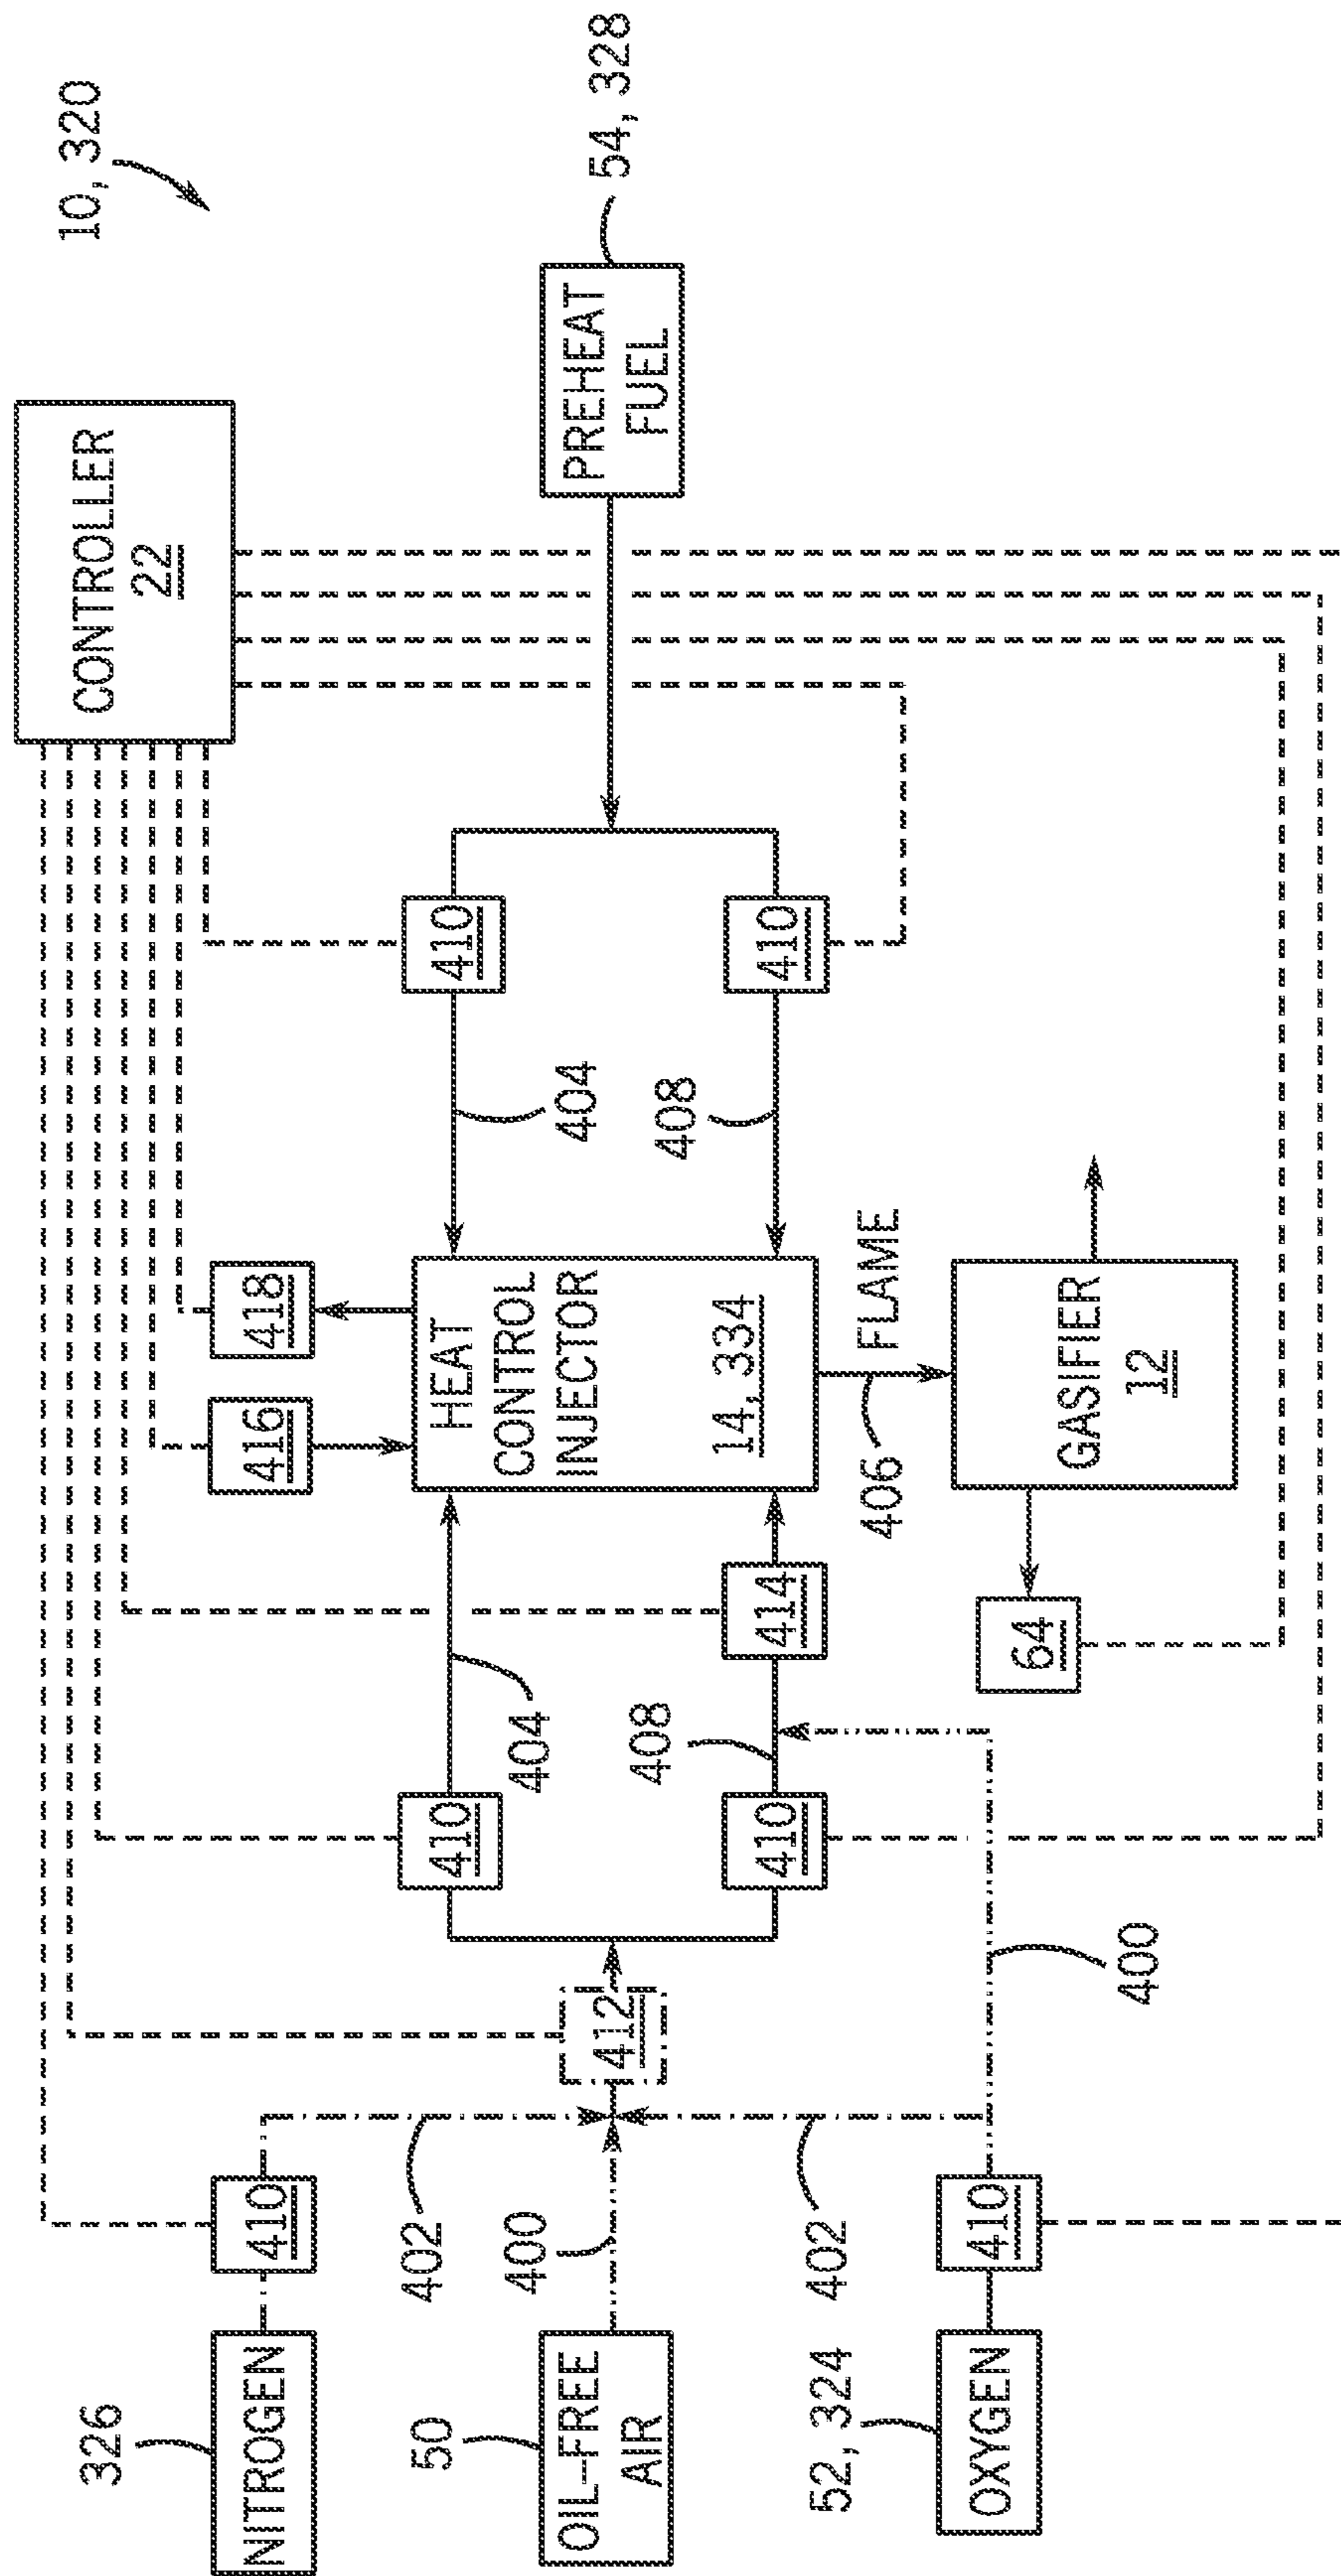 10, 320
CONTROLLER
22
326
NITROGEN
410
402
412
410
404
414
416
418
HEAT
CONTROL
INJECTOR
14, 334
404
410
PREHEAT
FUEL
54, 328
50
OIL-FREE
AIR
400
410
408
408
410
402
406
FLAME
52, 324
OXYGEN
410
400
64
GASIFIER
12